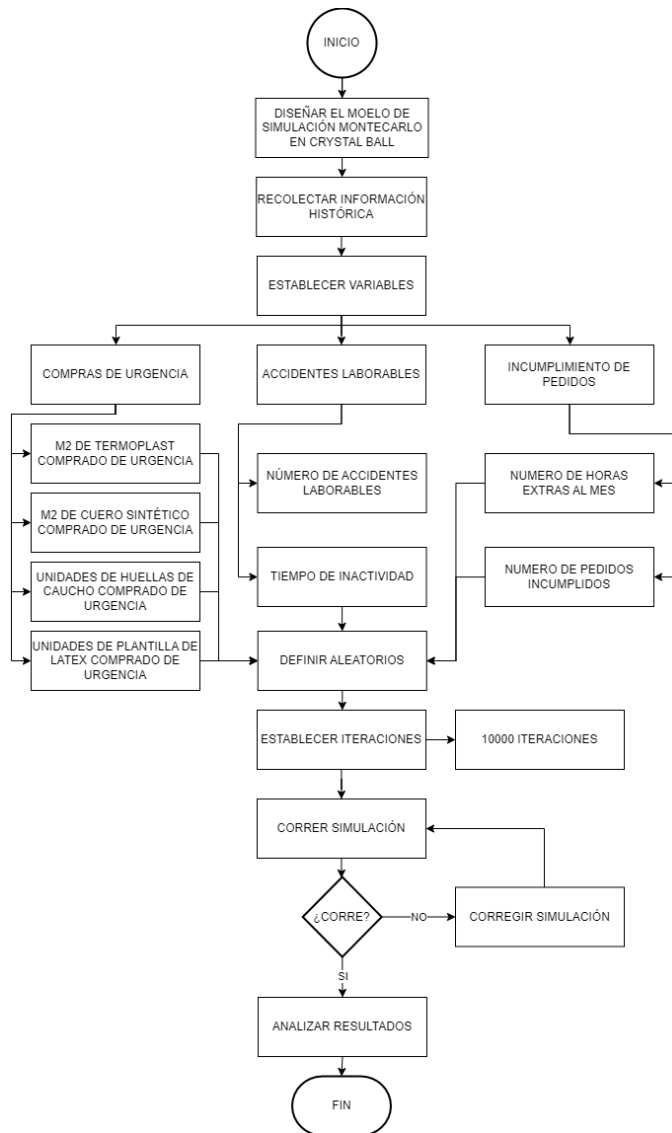 INICIO
DISEÑAR EL MOELO DE
SIMULACIÓN MONTECARLO
EN CRYSTAL BALL
RECOLECTAR INFORMACIÓN
HISTÓRICA
ESTABLECER VARIABLES
COMPRAS DE URGENCIA
ACCIDENTES LABORABLES
INCUMPLIMIENTO DE
PEDIDOS
M2 DE TERMOPLAST
COMPRADO DE URGENCIA
NÚMERO DE ACCIDENTES
LABORABLES
NUMERO DE HORAS
EXTRAS AL MES
M2 DE CUERO SINTÉTICO
COMPRADO DE URGENCIA
UNIDADES DE HUELLAS DE
CAUCHO COMPRADO DE
URGENCIA
TIEMPO DE INACTIVIDAD
NUMERO DE PEDIDOS
INCUMPLIDOS
UNIDADES DE PLANTILLA DE
LATEX COMPRADO DE
URGENCIA
DEFINIR ALEATORIOS
ESTABLECER ITERACIONES
10000 ITERACIONES
CORRER SIMULACIÓN
¿CORRE?
NO
CORREGIR SIMULACIÓN
SI
ANALIZAR RESULTADOS
FIN